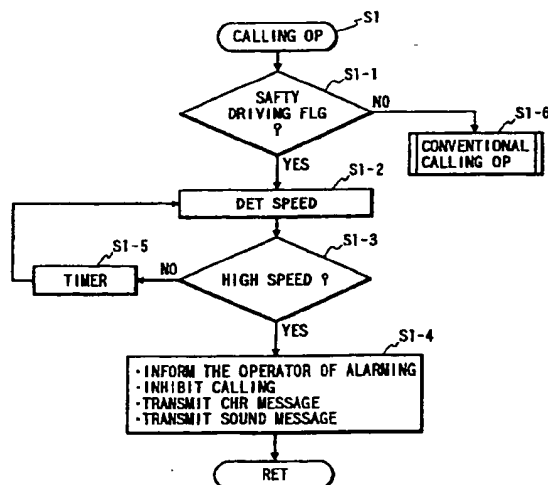 CALLING OP
S1
S1-1
SAFTY
DRIVING FLG
?
NO
S1-6
CONVENTIONAL
CALLING OP
YES
S1-2
DET SPEED
S1-3
S1-5
TIMER
NO
HIGH SPEED ?
YES
S1-4
·INFORM THE OPERATOR OF ALARMING
·INHIBIT CALLING
·TRANSMIT CHR MESSAGE
·TRANSMIT SOUND MESSAGE
RET